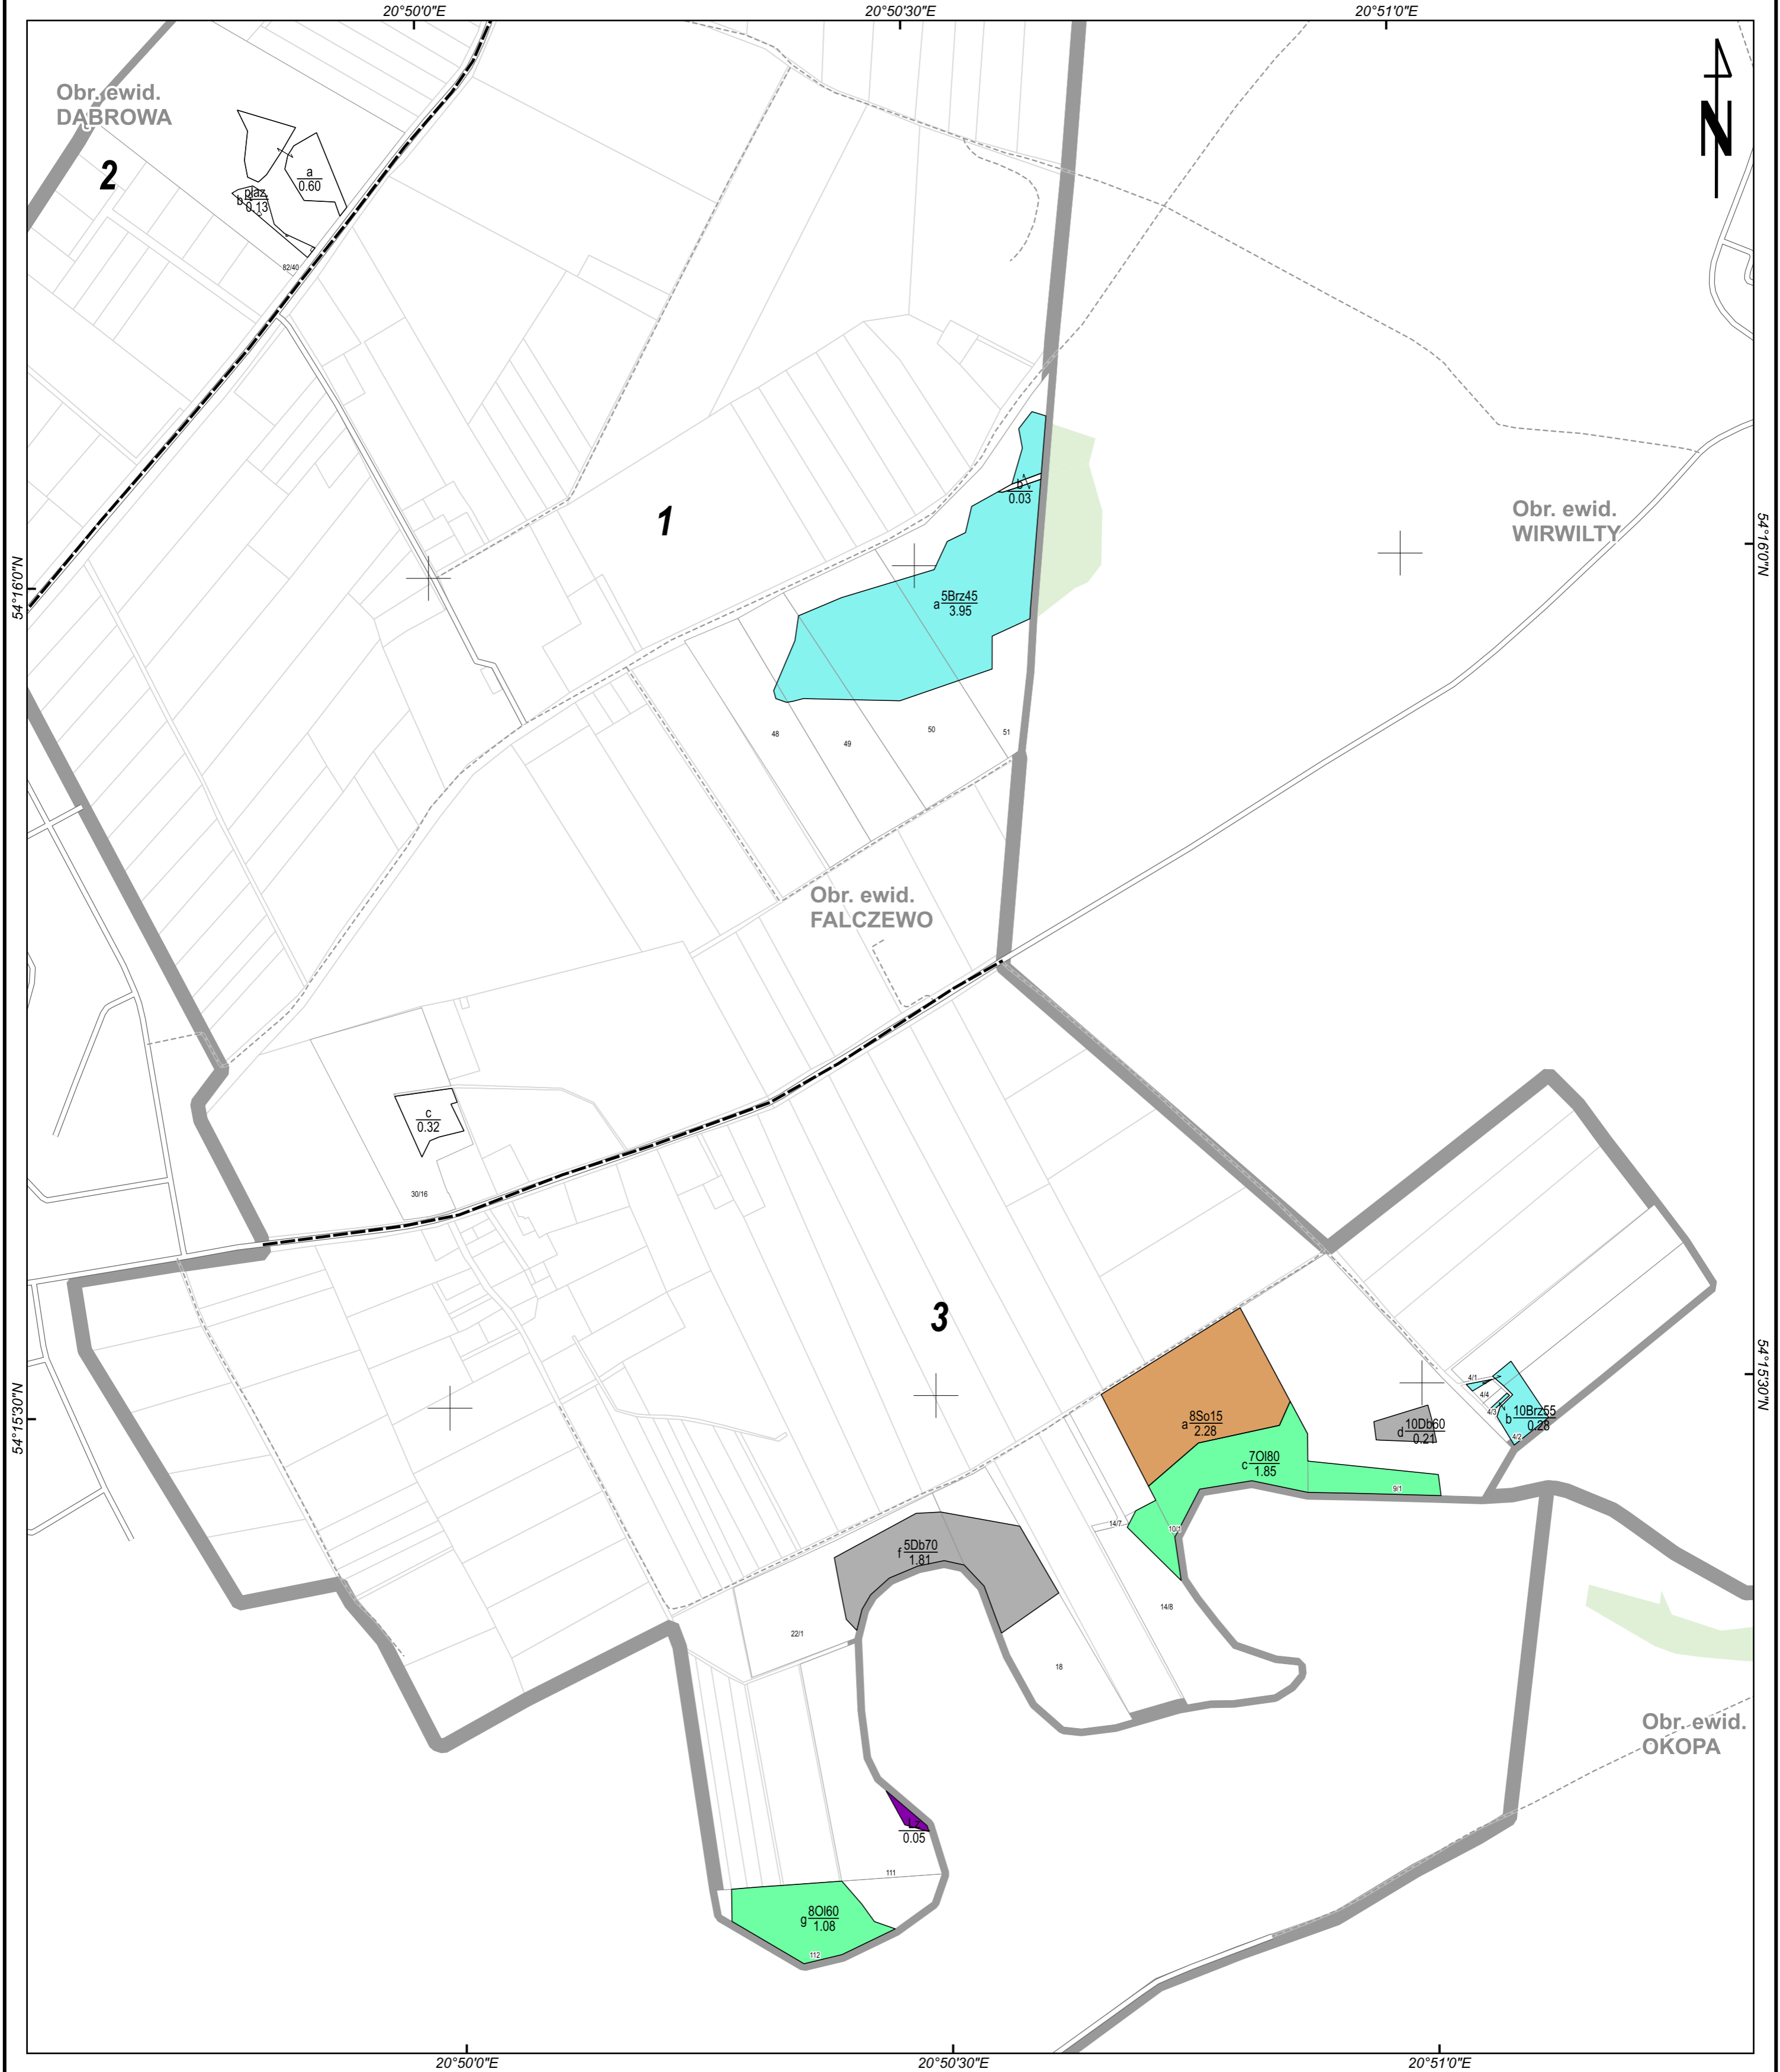 20°50'0"E
20°50'30"E
20°51'0"E
Obr. ewid.
DĄBROWA
N
2
a
0.60
b płaz.
0.13
82/40
1
b
0.03
Obr. ewid.
WIRWILTY
54°16'0"N
54°16'0"N
a 5Brz45
3.95
48
49
50
51
Obr. ewid.
FALCZEWO
c
0.32
30/16
3
54°15'30"N
54°15'30"N
4/1
4/4
4/3
4/2
a 8So15
2.28
d 10Db60
0.21
b 10Brz55
0.28
c 7Ol80
1.85
9/1
14/7
10/1
f 5Db70
1.81
14/8
22/1
18
Obr. ewid.
OKOPA
0.05
111
g 8Ol60
1.08
112
20°50'0"E
20°50'30"E
20°51'0"E